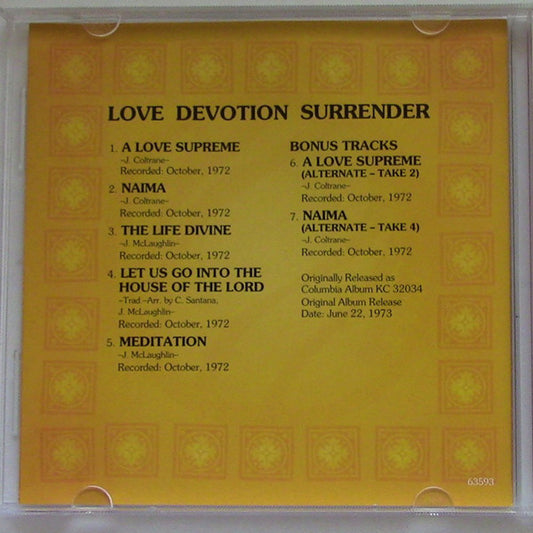 LOVE DEVOTION SURRENDER
1. A LOVE SUPREME
–J. Coltrane–
Recorded: October, 1972
2. NAIMA
–J. Coltrane–
Recorded: October, 1972
3. THE LIFE DIVINE
–J. McLaughlin–
Recorded: October, 1972
4. LET US GO INTO THE
HOUSE OF THE LORD
–Trad.–Arr. by C. Santana,
J. McLaughlin–
Recorded: October, 1972
5. MEDITATION
–J. McLaughlin–
Recorded: October, 1972
BONUS TRACKS
6. A LOVE SUPREME
(ALTERNATE – TAKE 2)
–J. Coltrane–
Recorded: October, 1972
7. NAIMA
(ALTERNATE – TAKE 4)
–J. Coltrane–
Recorded: October, 1972
Originally Released as
Columbia Album KC 32034
Original Album Release
Date: June 22, 1973
63593